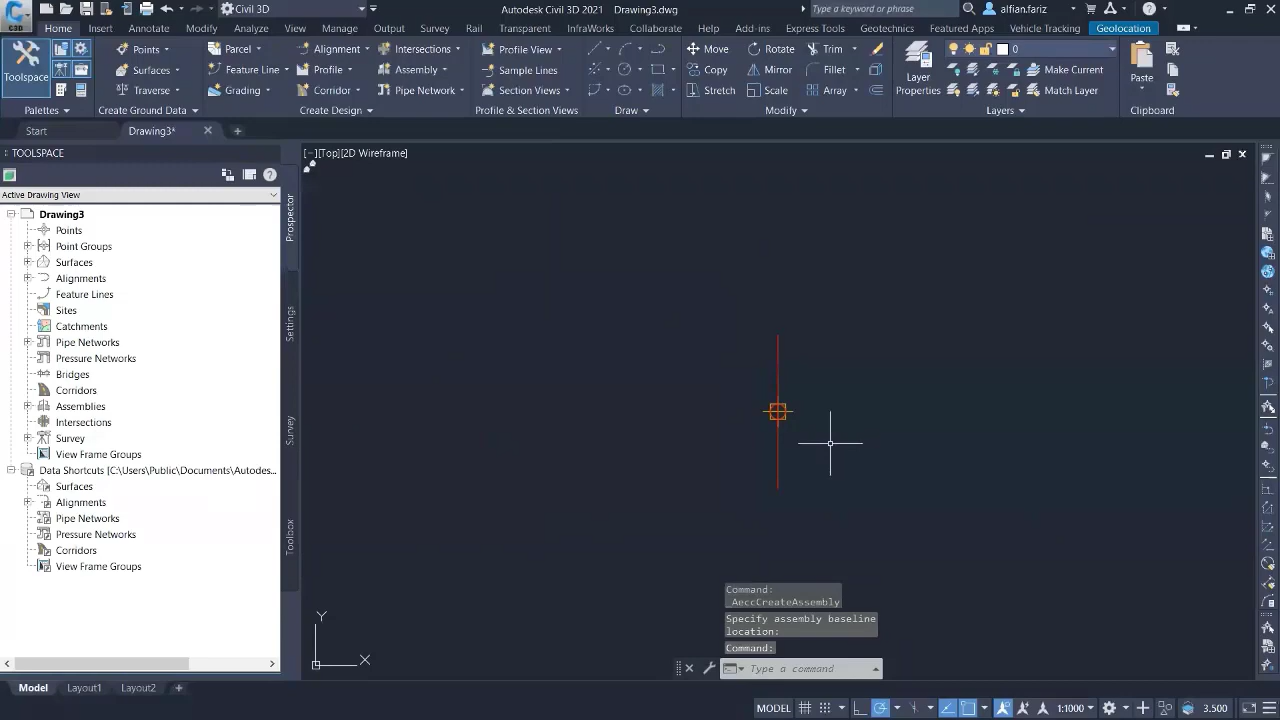 Civil 3D
Autodesk Civil 3D 2021 Drawing3.dwg
Type a keyword or phrase
alfian.fariz
C3D
Home Insert Annotate Modify Analyze View Manage Output Survey Rail Transparent InfraWorks Collaborate Help Add-ins Express Tools Geotechnics Featured Apps Vehicle Tracking Geolocation
Toolspace
Points
Surfaces
Traverse
Parcel
Feature Line
Grading
Alignment
Profile
Corridor
Intersections
Assembly
Pipe Network
Profile View
Sample Lines
Section Views
Move
Copy
Stretch
Rotate
Mirror
Scale
Trim
Fillet
Array
Layer
Properties
0
Make Current
Match Layer
Paste
Palettes
Create Ground Data
Create Design
Profile & Section Views
Draw
Modify
Layers
Clipboard
Start
Drawing3*
TOOLSPACE
Active Drawing View
Drawing3
Points
Point Groups
Surfaces
Alignments
Feature Lines
Sites
Catchments
Pipe Networks
Pressure Networks
Bridges
Corridors
Assemblies
Intersections
Survey
View Frame Groups
Data Shortcuts [C:\Users\Public\Documents\Autodes...
Surfaces
Alignments
Pipe Networks
Pressure Networks
Corridors
View Frame Groups
Prospector
Settings
Survey
Toolbox
[−][Top][2D Wireframe]
Y
X
Command:
_AeccCreateAssembly
Specify assembly baseline
location:
Command:
Type a command
Model
Layout1
Layout2
MODEL
1:1000
3.500